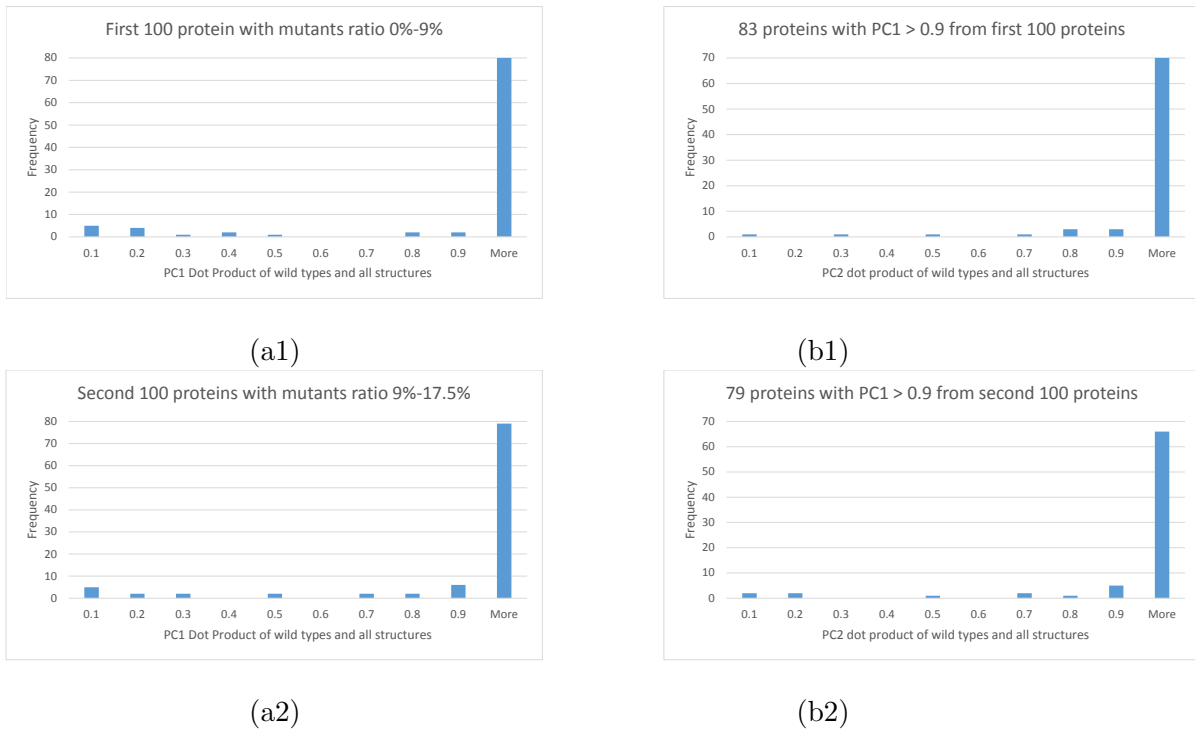 First 100 protein with mutants ratio 0%-9%
80
70
60
50
40
30
20
10
0
Frequency
0.1 0.2 0.3 0.4 0.5 0.6 0.7 0.8 0.9 More
PC1 Dot Product of wild types and all structures
(a1)
83 proteins with PC1 > 0.9 from first 100 proteins
70
60
50
40
30
20
10
0
Frequency
0.1 0.2 0.3 0.4 0.5 0.6 0.7 0.8 0.9 More
PC2 dot product of wild types and all structures
(b1)
Second 100 proteins with mutants ratio 9%-17.5%
80
70
60
50
40
30
20
10
0
Frequency
0.1 0.2 0.3 0.4 0.5 0.6 0.7 0.8 0.9 More
PC1 Dot Product of wild types and all structures
(a2)
79 proteins with PC1 > 0.9 from second 100 proteins
70
60
50
40
30
20
10
0
Frequency
0.1 0.2 0.3 0.4 0.5 0.6 0.7 0.8 0.9 More
PC2 dot product of wild types and all structures
(b2)